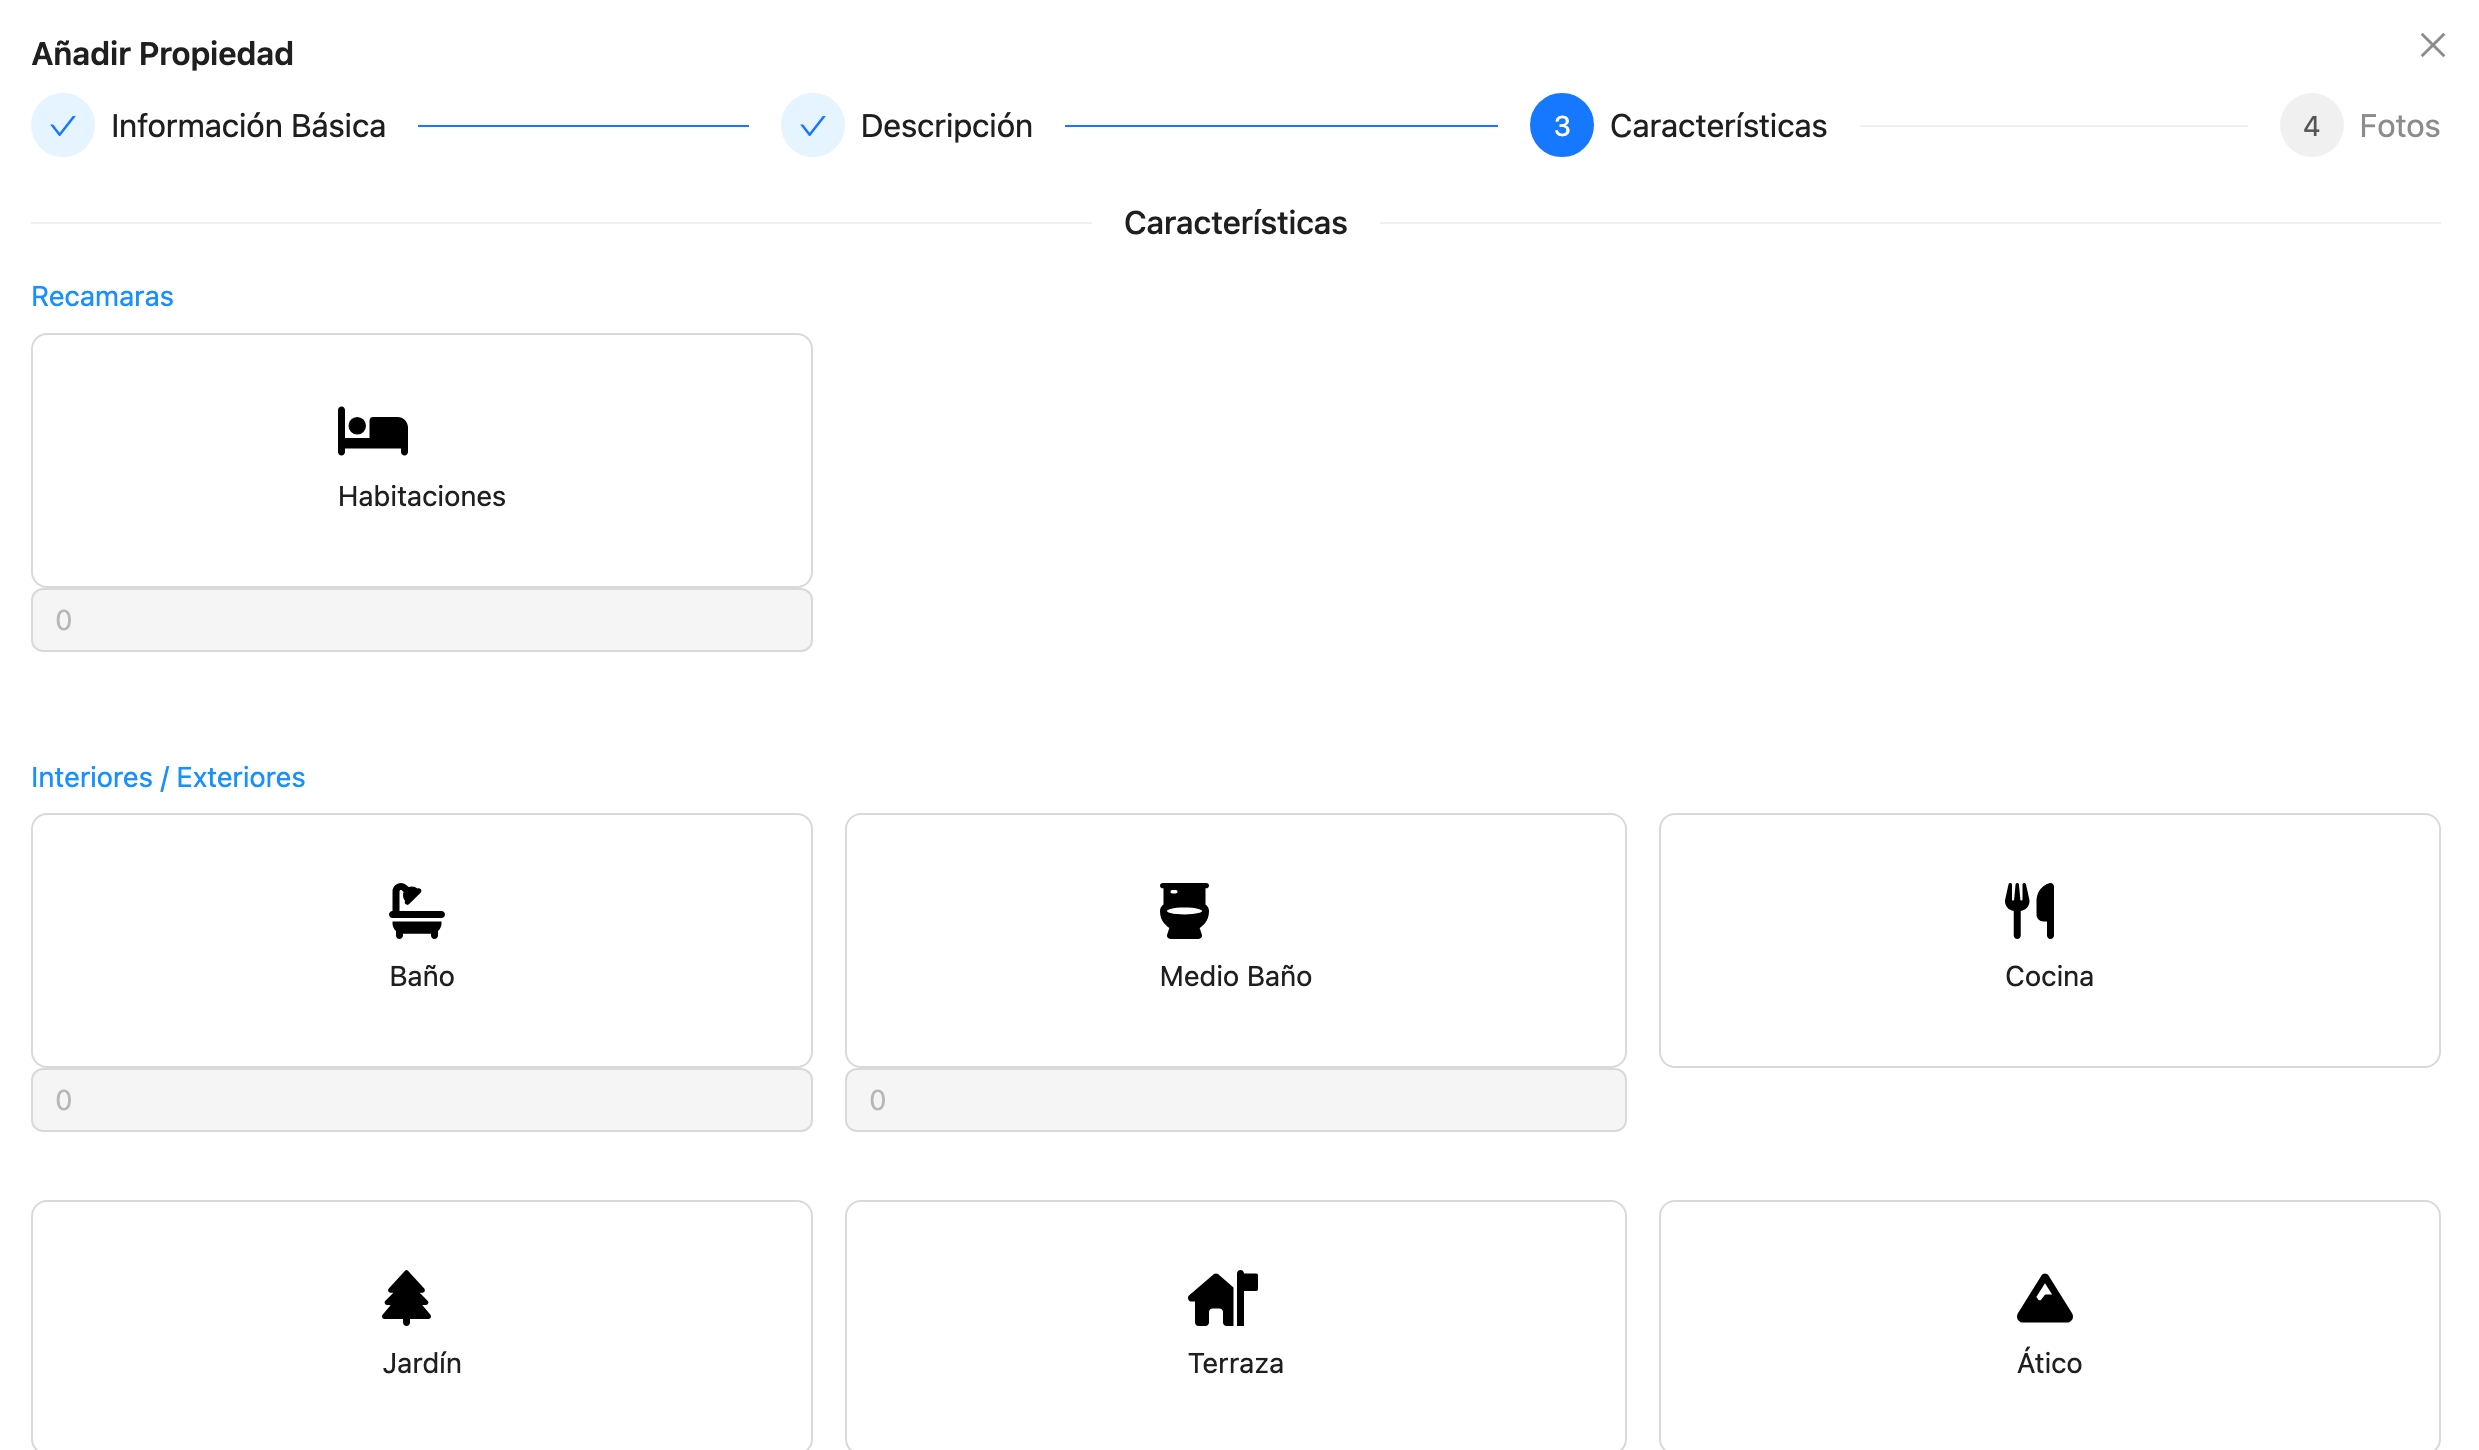 Añadir Propiedad
Información Básica
Descripción
3 Características
4 Fotos
Características
Recamaras
Habitaciones
0
Interiores / Exteriores
Baño
Medio Baño
Cocina
0
0
Jardín
Terraza
Ático